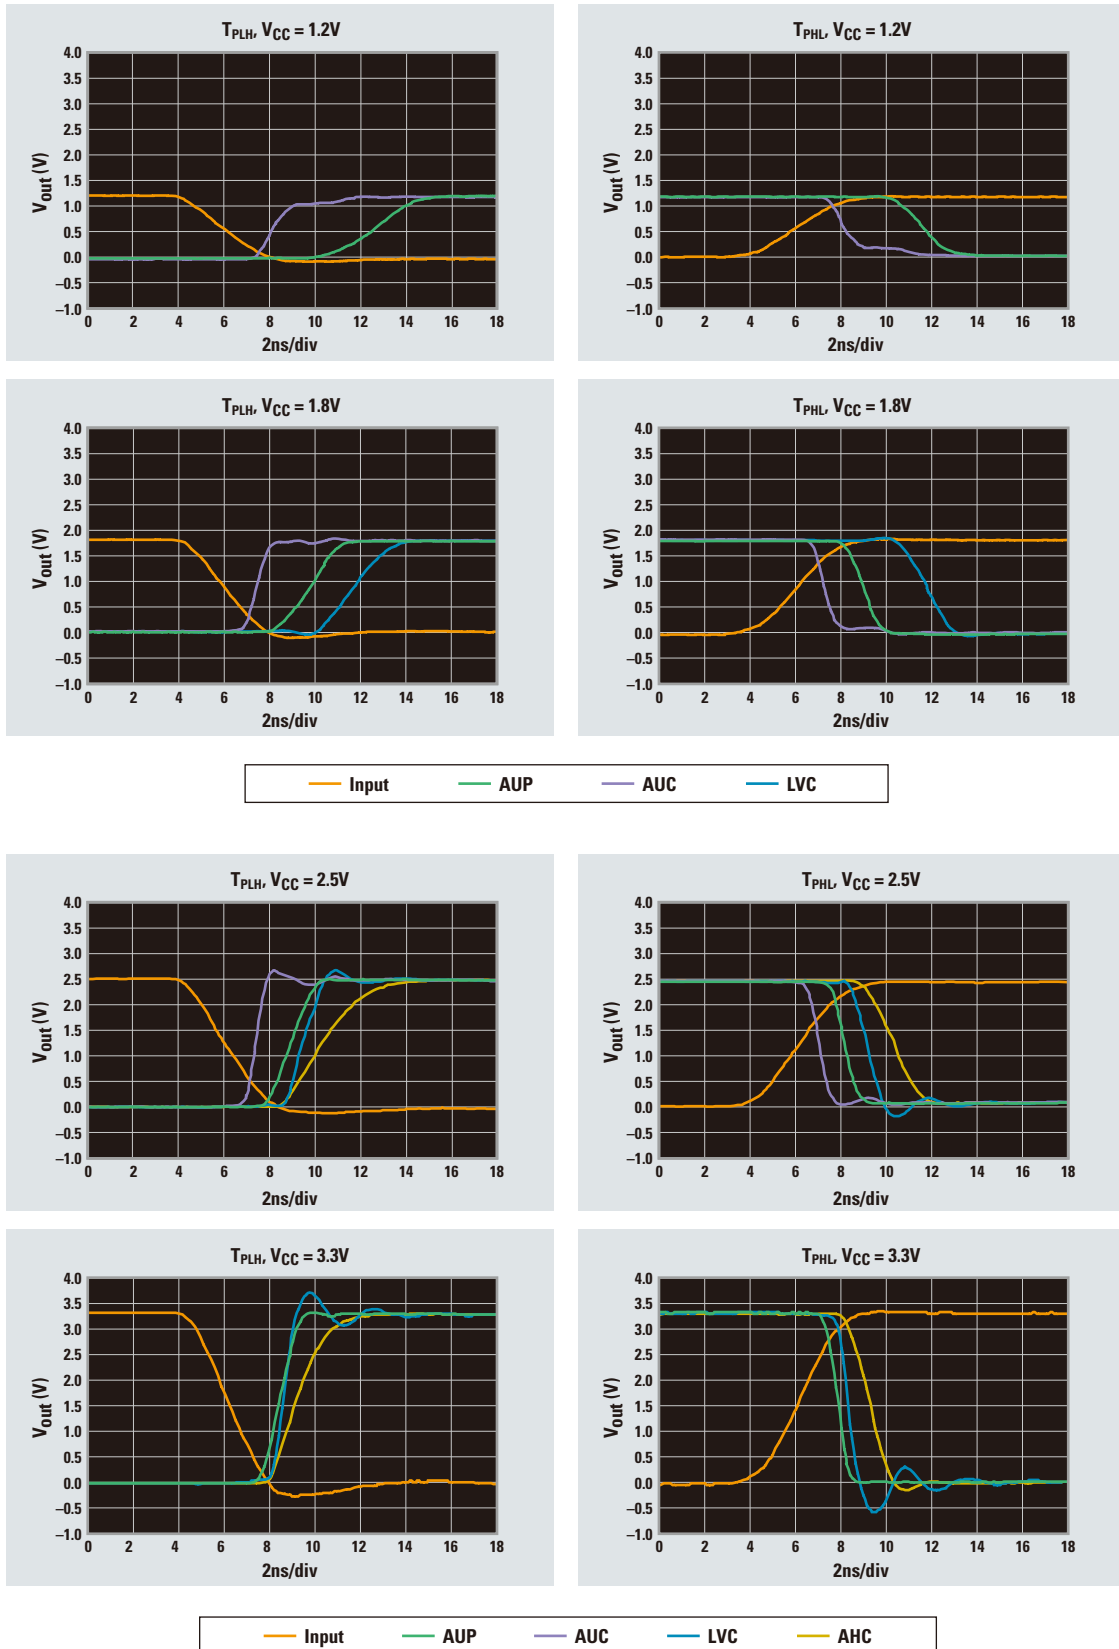 TPLH, VCC = 1.2V
4.0
3.5
3.0
2.5
2.0
1.5
1.0
0.5
0.0
–0.5
–1.0
Vout (V)
0 2 4 6 8 10 12 14 16 18
2ns/div
TPHL, VCC = 1.2V
4.0
3.5
3.0
2.5
2.0
1.5
1.0
0.5
0.0
–0.5
–1.0
Vout (V)
0 2 4 6 8 10 12 14 16 18
2ns/div
TPLH, VCC = 1.8V
4.0
3.5
3.0
2.5
2.0
1.5
1.0
0.5
0.0
–0.5
–1.0
Vout (V)
0 2 4 6 8 10 12 14 16 18
2ns/div
TPHL, VCC = 1.8V
4.0
3.5
3.0
2.5
2.0
1.5
1.0
0.5
0.0
–0.5
–1.0
Vout (V)
0 2 4 6 8 10 12 14 16 18
2ns/div
Input AUP AUC LVC
TPLH, VCC = 2.5V
4.0
3.5
3.0
2.5
2.0
1.5
1.0
0.5
0.0
–0.5
–1.0
Vout (V)
0 2 4 6 8 10 12 14 16 18
2ns/div
TPHL, VCC = 2.5V
4.0
3.5
3.0
2.5
2.0
1.5
1.0
0.5
0.0
–0.5
–1.0
Vout (V)
0 2 4 6 8 10 12 14 16 18
2ns/div
TPLH, VCC = 3.3V
4.0
3.5
3.0
2.5
2.0
1.5
1.0
0.5
0.0
–0.5
–1.0
Vout (V)
0 2 4 6 8 10 12 14 16 18
2ns/div
TPHL, VCC = 3.3V
4.0
3.5
3.0
2.5
2.0
1.5
1.0
0.5
0.0
–0.5
–1.0
Vout (V)
0 2 4 6 8 10 12 14 16 18
2ns/div
Input AUP AUC LVC AHC